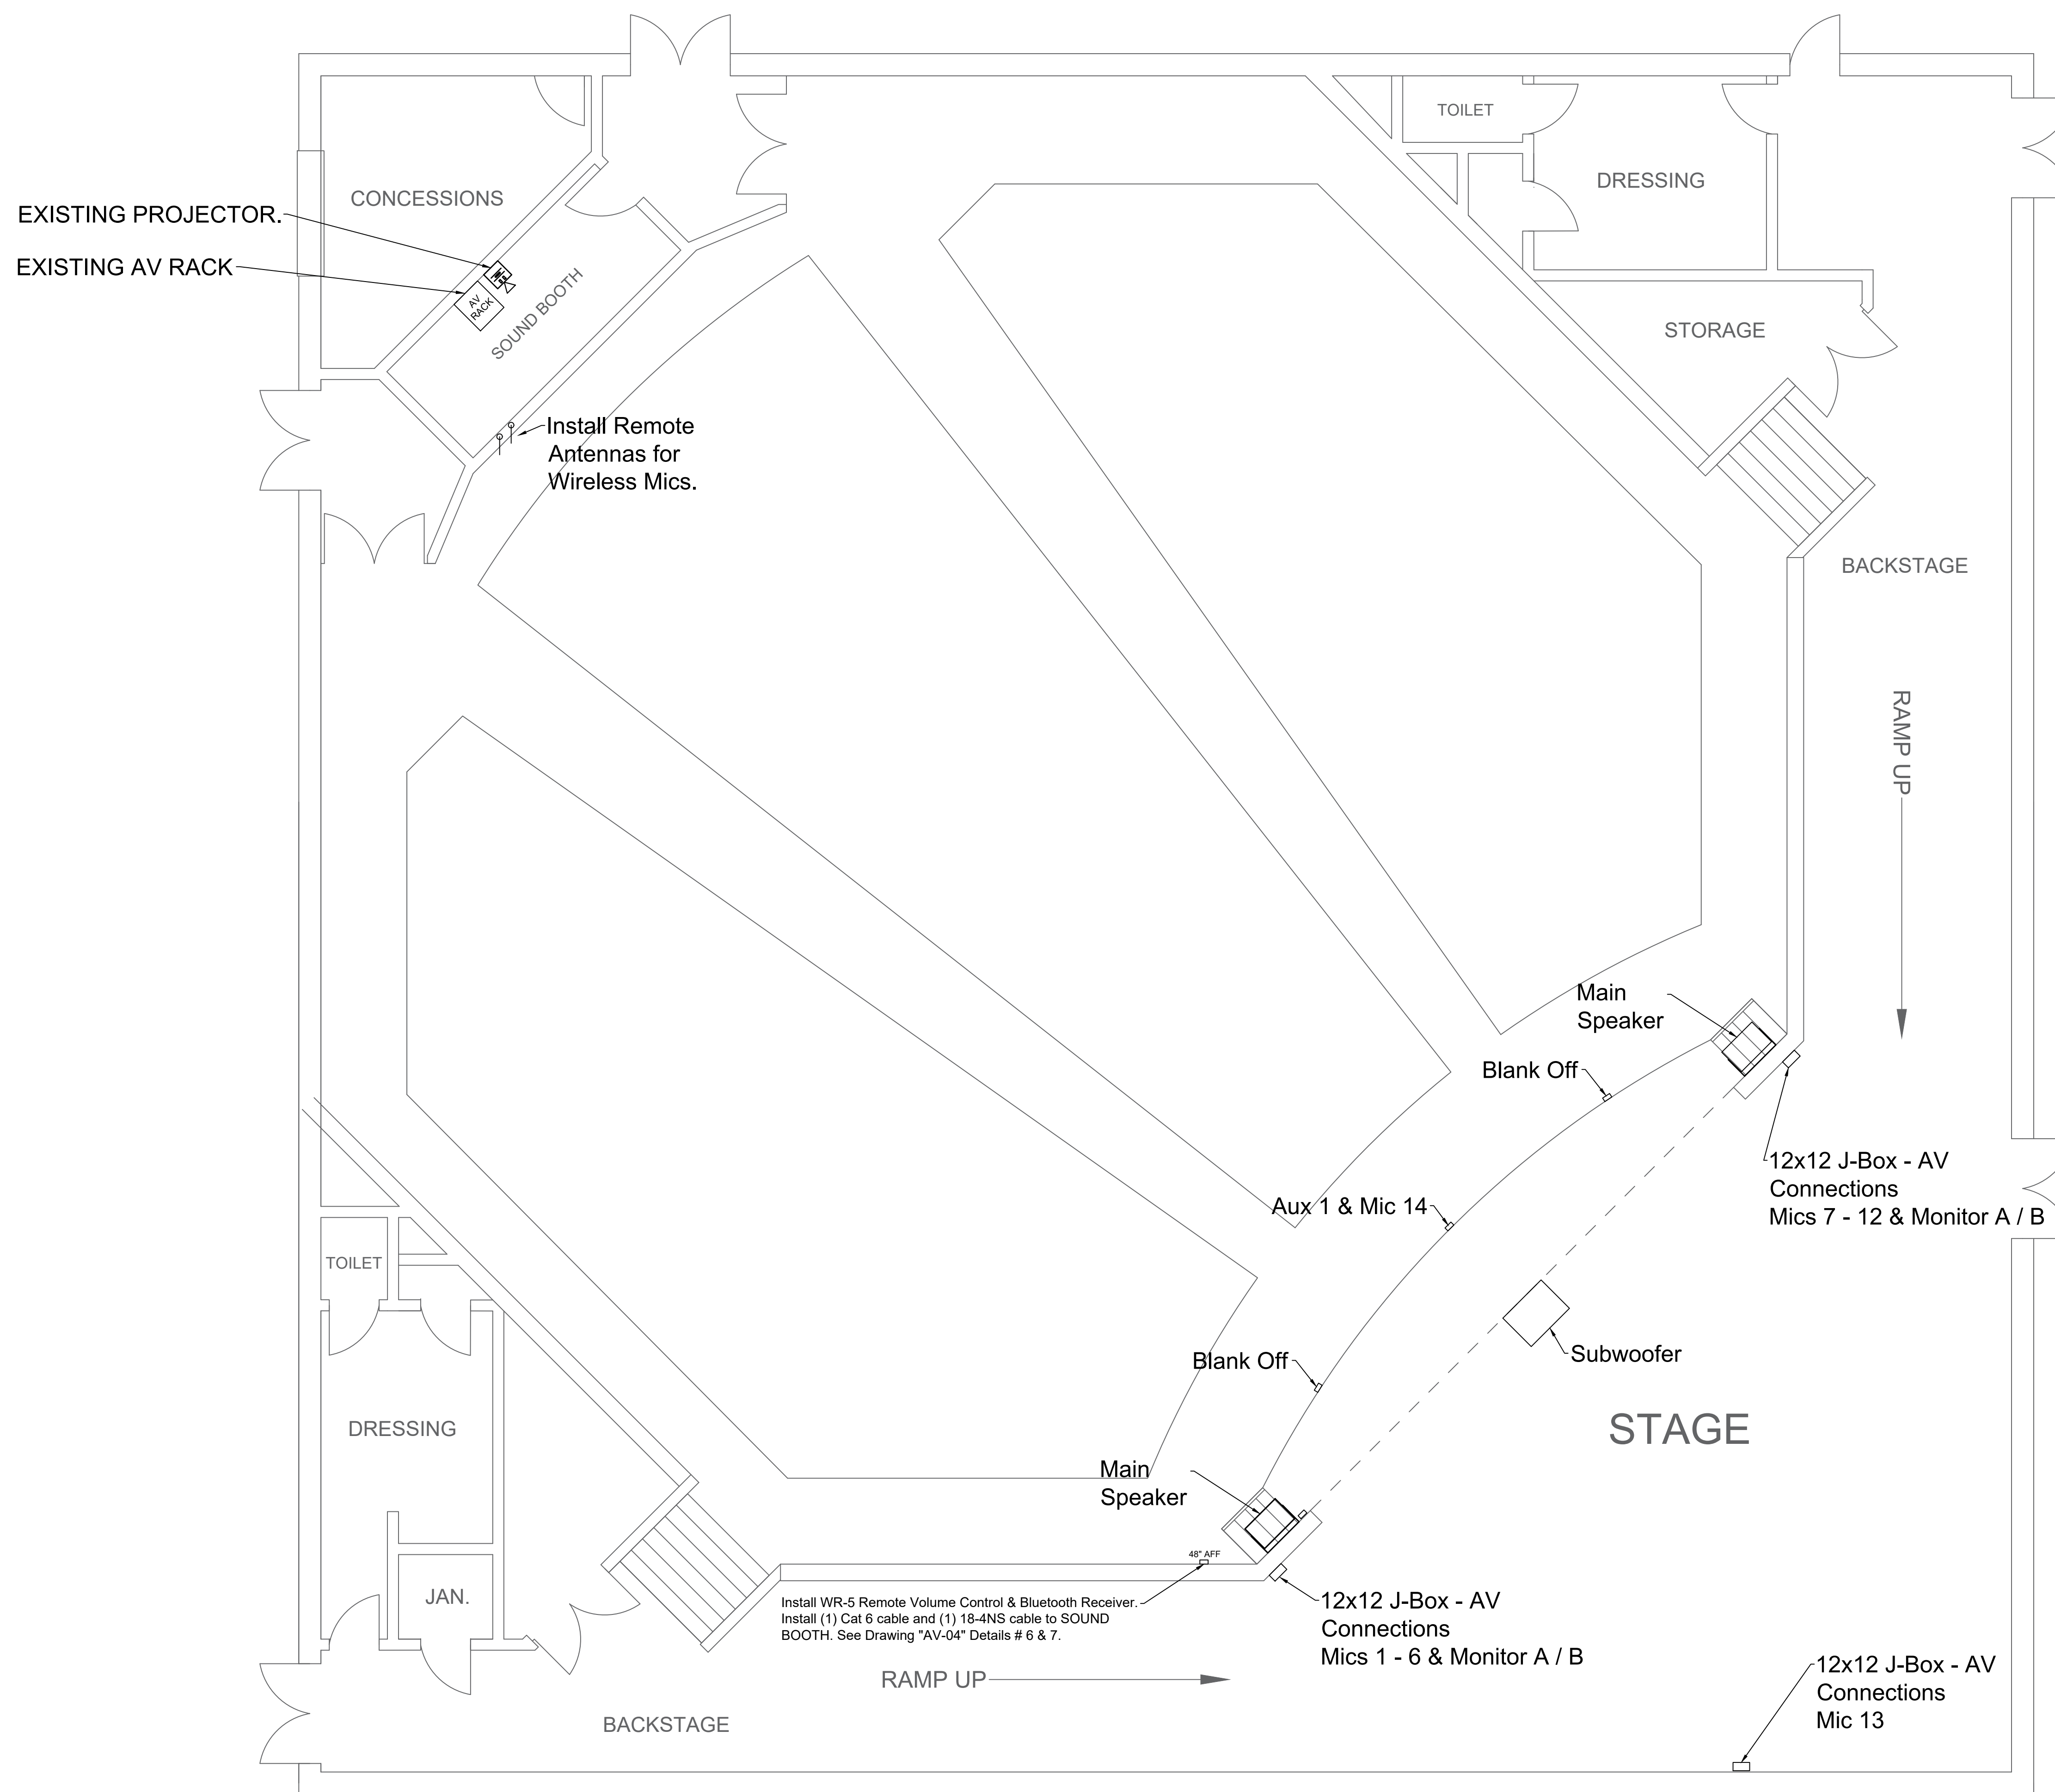 TOILET
DRESSING
CONCESSIONS
EXISTING PROJECTOR.
EXISTING AV RACK
AV
RACK
SOUND BOOTH
STORAGE
Install Remote
Antennas for
Wireless Mics.
BACKSTAGE
RAMP UP
Main
Speaker
Blank Off
12x12 J-Box - AV
Connections
Mics 7 - 12 & Monitor A / B
Aux 1 & Mic 14
TOILET
Subwoofer
Blank Off
STAGE
DRESSING
Main
Speaker
48" AFF
JAN.
Install WR-5 Remote Volume Control & Bluetooth Receiver.
Install (1) Cat 6 cable and (1) 18-4NS cable to SOUND
BOOTH. See Drawing "AV-04" Details # 6 & 7.
12x12 J-Box - AV
Connections
Mics 1 - 6 & Monitor A / B
RAMP UP
12x12 J-Box - AV
Connections
Mic 13
BACKSTAGE